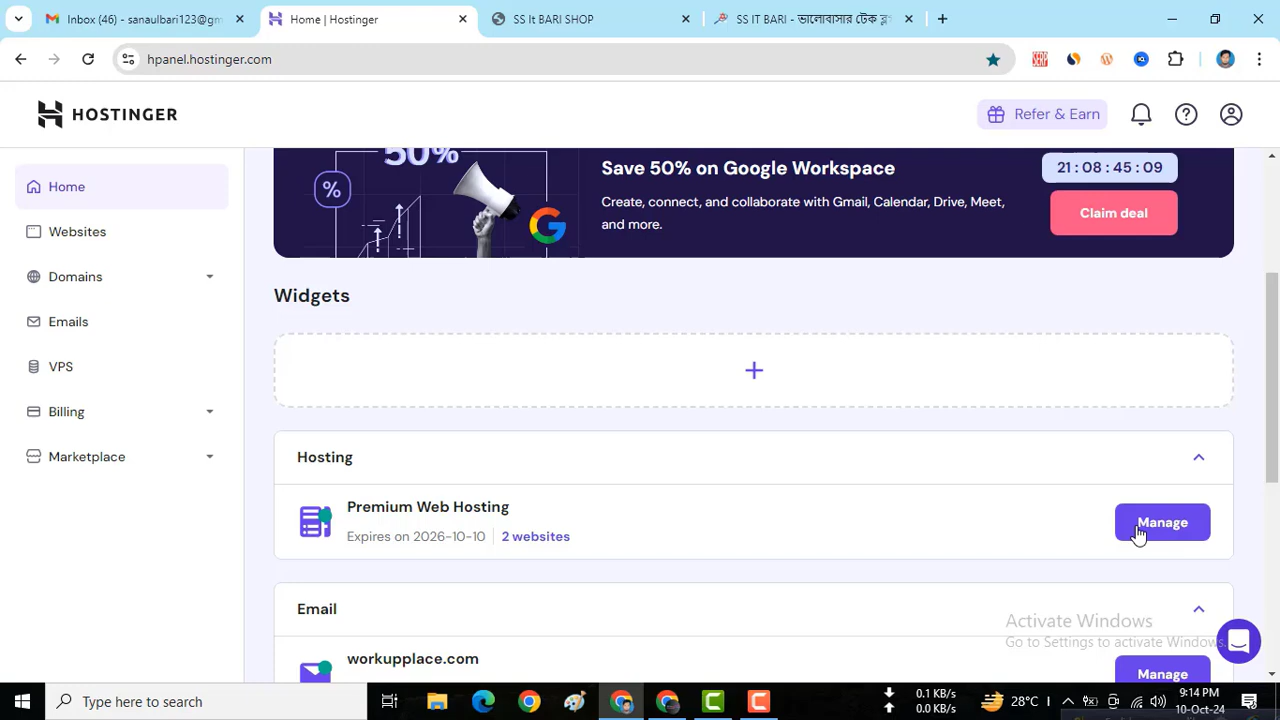 Inbox (46) - sanaulbari123@gm
Home | Hostinger
SS It BARI SHOP
SS IT BARI - ভালোবাসার টেক ব্লগ
hpanel.hostinger.com
HOSTINGER
Refer & Earn
Home
Websites
Domains
Emails
VPS
Billing
Marketplace
50%
%
Save 50% on Google Workspace
Create, connect, and collaborate with Gmail, Calendar, Drive, Meet,
and more.
21 : 08 : 45 : 09
Claim deal
Widgets
Hosting
Premium Web Hosting
Expires on 2026-10-10
2 websites
Manage
Email
workupplace.com
Manage
Activate Windows
Go to Settings to activate Windows.
Type here to search
0.1 KB/s
0.0 KB/s
28°C
9:14 PM
10-Oct-24